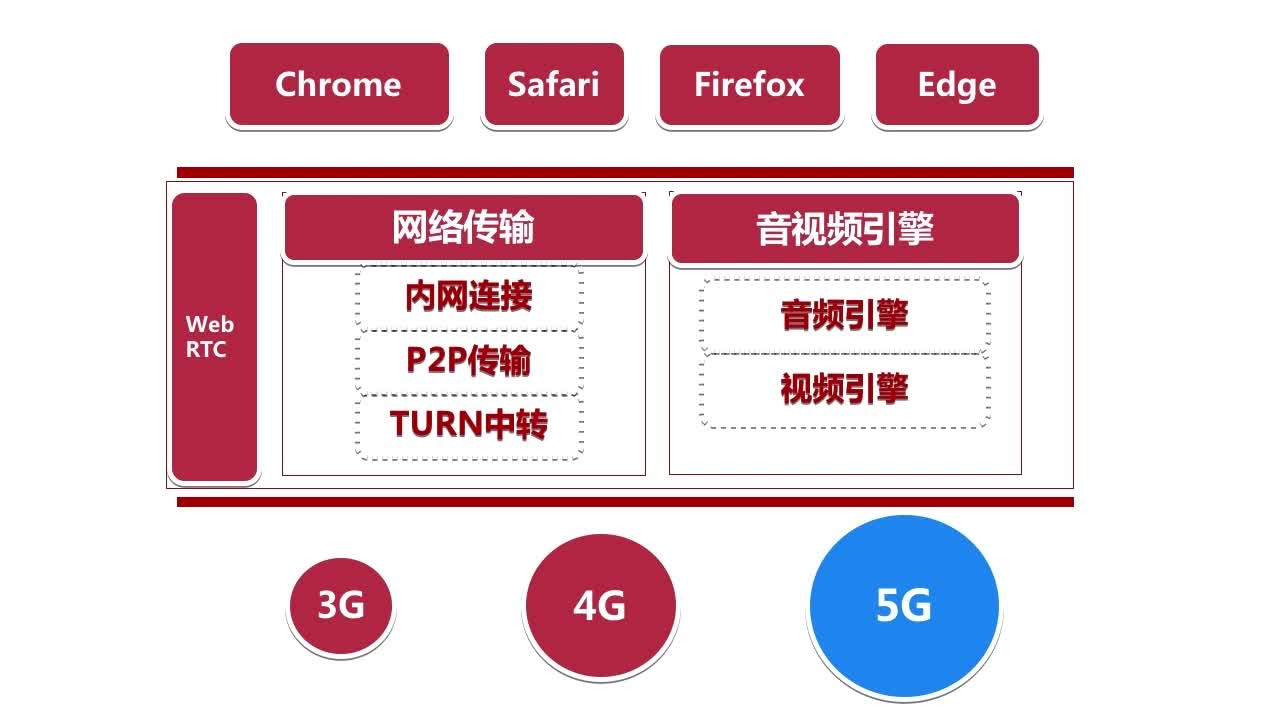 Chrome
Safari
Firefox
Edge
Web
RTC
网络传输
内网连接
P2P传输
TURN中转
音视频引擎
音频引擎
视频引擎
3G
4G
5G